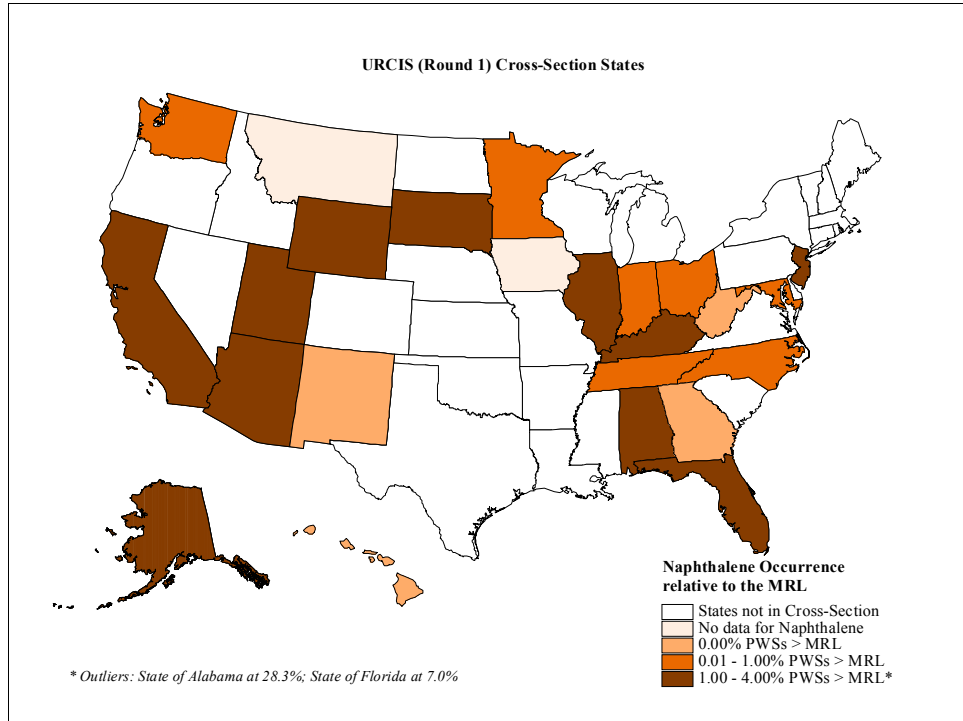 URCIS (Round 1) Cross-Section States
Naphthalene Occurrence
relative to the MRL
States not in Cross-Section
No data for Naphthalene
0.00% PWSs > MRL
0.01 - 1.00% PWSs > MRL
1.00 - 4.00% PWSs > MRL*
* Outliers: State of Alabama at 28.3%; State of Florida at 7.0%